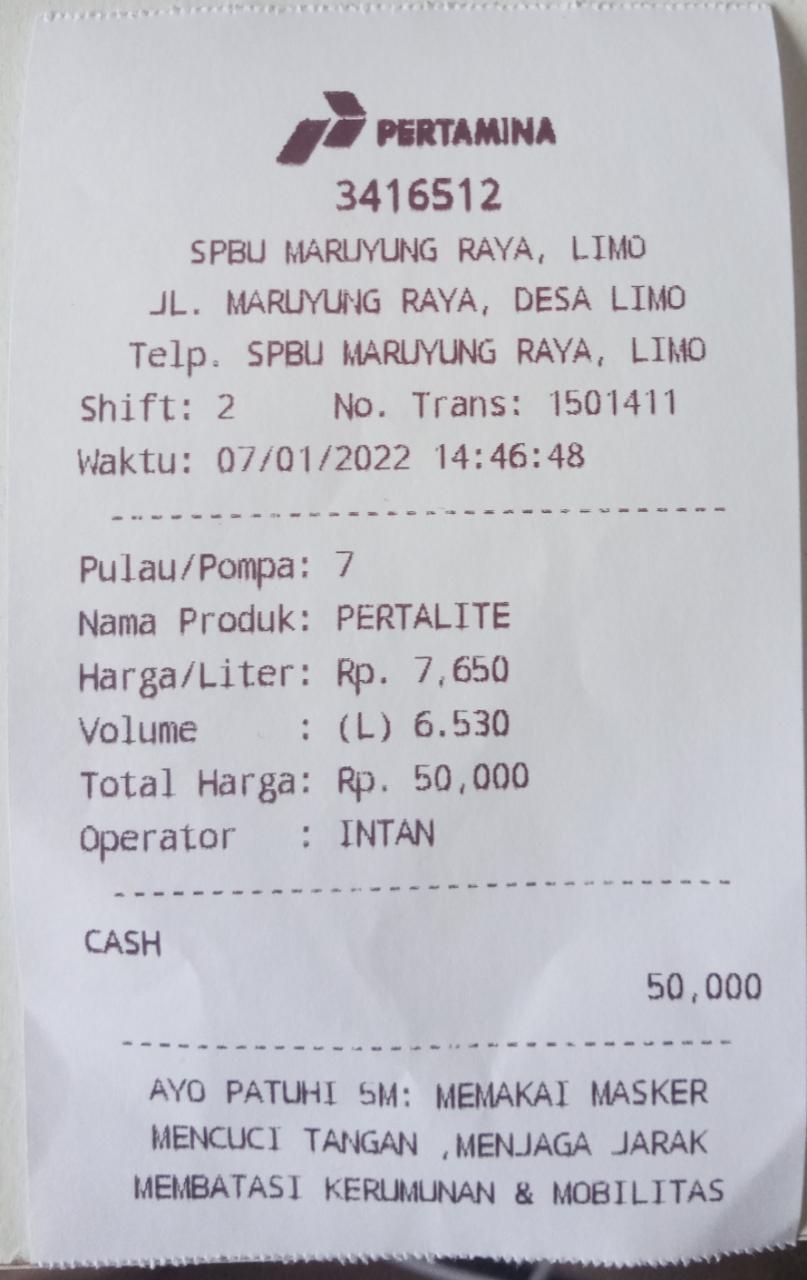 PERTAMINA
3416512
SPBU MARUYUNG RAYA, LIMO
JL. MARUYUNG RAYA, DESA LIMO
Telp. SPBU MARUYUNG RAYA, LIMO
Shift: 2 No. Trans: 1501411
Waktu: 07/01/2022 14:46:48
Pulau/Pompa: 7
Nama Produk: PERTALITE
Harga/Liter: Rp. 7,650
Volume : (L) 6.530
Total Harga: Rp. 50,000
Operator : INTAN
CASH
50,000
AYO PATUHI 5M: MEMAKAI MASKER
MENCUCI TANGAN ,MENJAGA JARAK
MEMBATASI KERUMUNAN & MOBILITAS